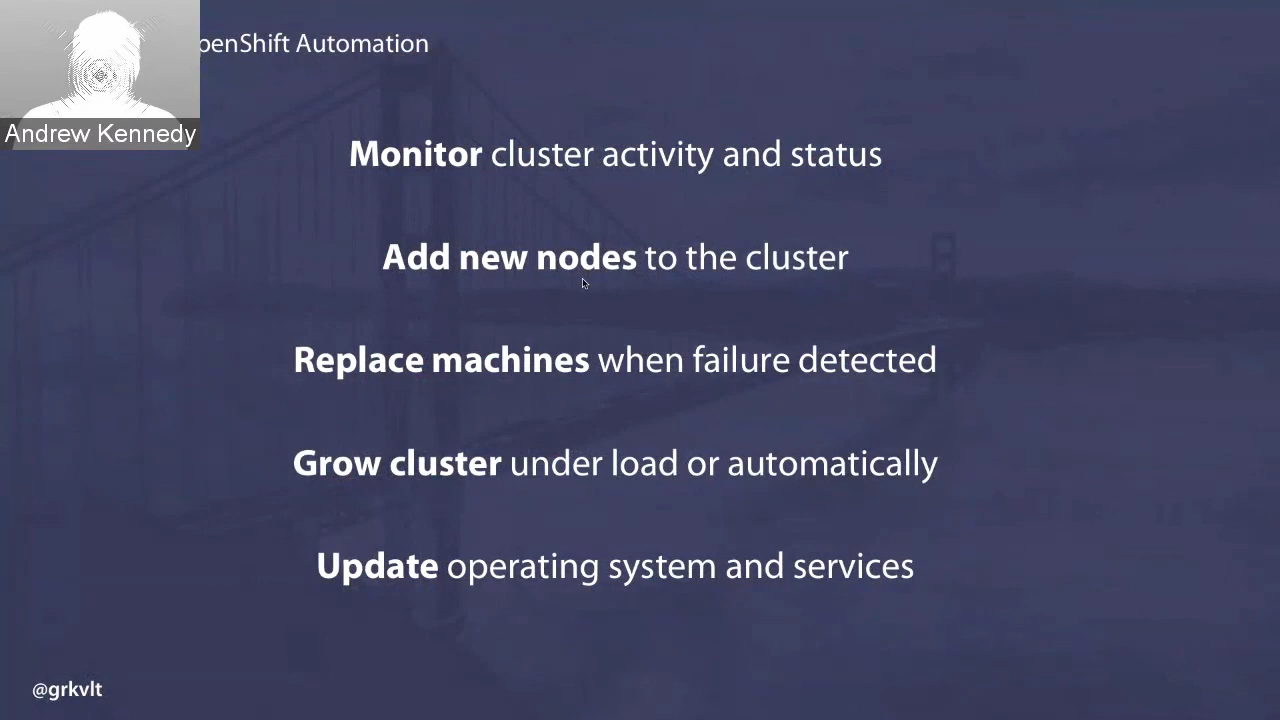 penShift Automation
Andrew Kennedy
Monitor cluster activity and status
Add new nodes to the cluster
Replace machines when failure detected
Grow cluster under load or automatically
Update operating system and services
@grkvlt